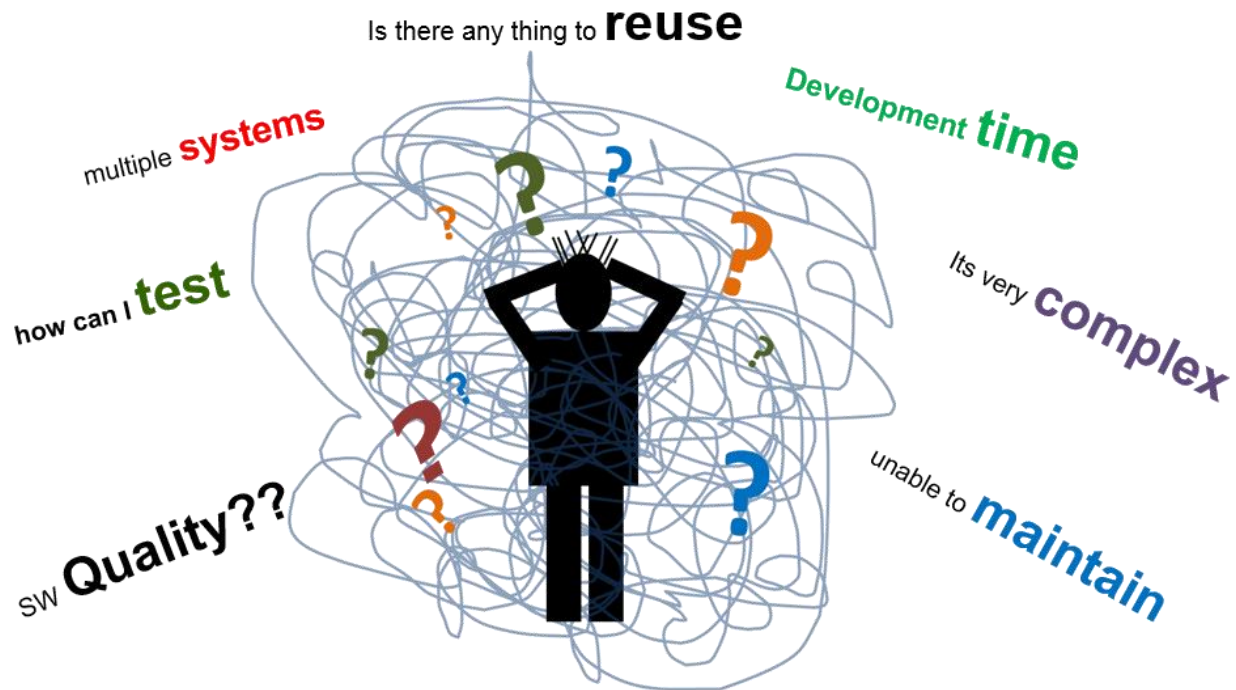 Is there any thing to reuse
multiple systems
Development time
how can I test
Its very complex
SW Quality??
unable to maintain
?
?
?
?
?
?
?
?
?
?